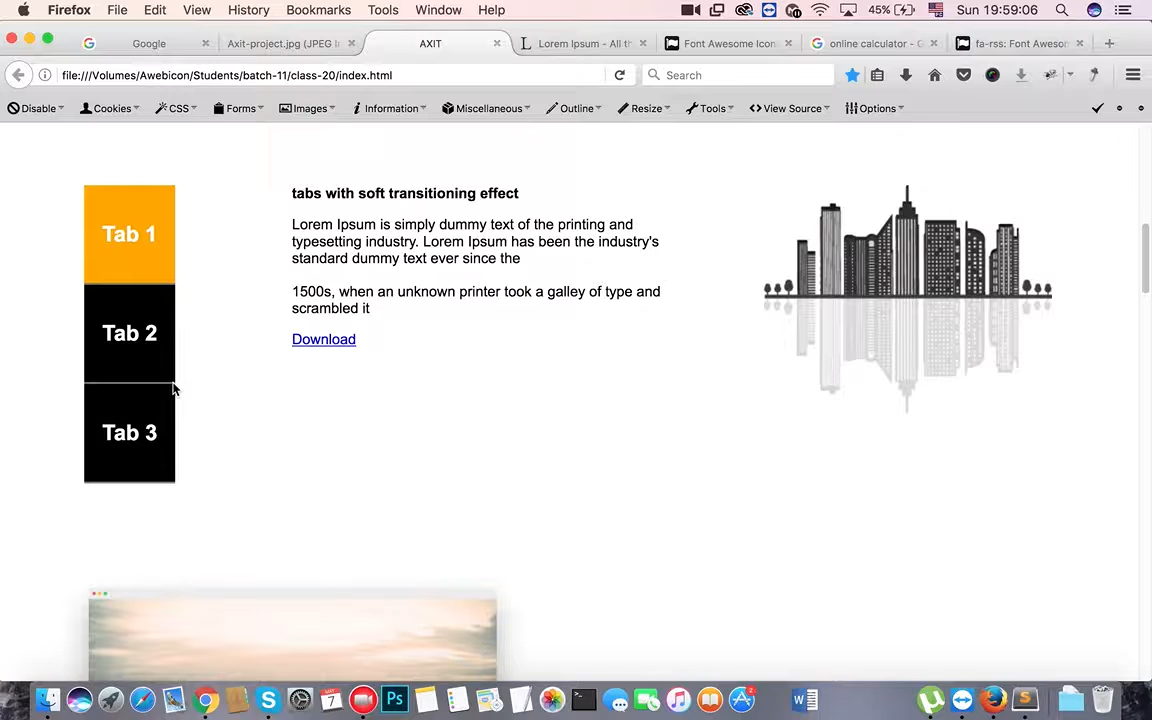 Firefox File Edit View History Bookmarks Tools Window Help 45% Sun 19:59:06
Google Axit-project.jpg (JPEG I AXIT Lorem Ipsum - All t Font Awesome Icon online calculator - fa-rss: Font Aweso
file:///Volumes/Awebicon/Students/batch-11/class-20/index.html Search
Disable Cookies CSS Forms Images Information Miscellaneous Outline Resize Tools View Source Options
Tab 1
Tab 2
Tab 3
tabs with soft transitioning effect
Lorem Ipsum is simply dummy text of the printing and
typesetting industry. Lorem Ipsum has been the industry's
standard dummy text ever since the
1500s, when an unknown printer took a galley of type and
scrambled it
Download